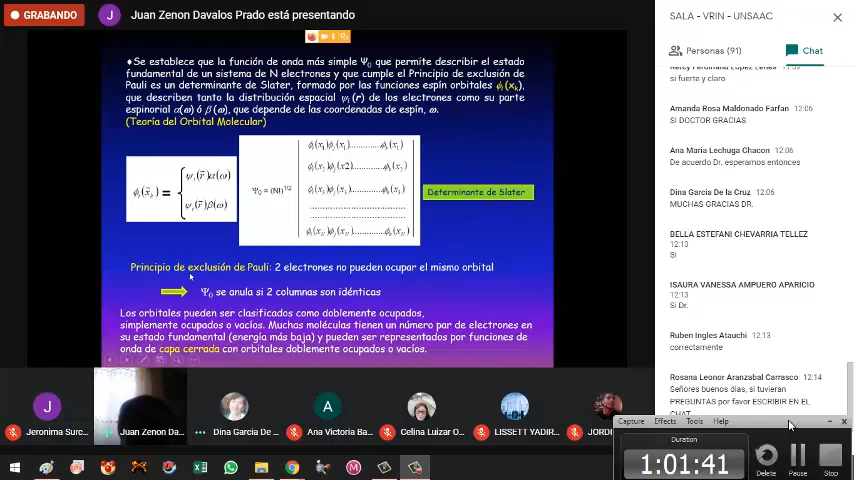 GRABANDO
J
Juan Zenon Davalos Prado está presentando
SALA - VRIN - UNSAAC
Personas (91)
Chat
♦Se establece que la función de onda más simple Ψ₀ que permite describir el estado
fundamental de un sistema de N electrones y que cumple el Principio de exclusión de
Pauli es un determinante de Slater, formado por las funciones espín orbitales ϕᵢ(xₖ),
que describen tanto la distribución espacial ψᵢ(r) de los electrones como su parte
espinorial α(ω) ó β(ω), que depende de las coordenadas de espín, ω.
(Teoría del Orbital Molecular)
Determinante de Slater
Principio de exclusión de Pauli: 2 electrones no pueden ocupar el mismo orbital
Ψ₀ se anula si 2 columnas son idénticas
Los orbitales pueden ser clasificados como doblemente ocupados,
simplemente ocupados o vacíos. Muchas moléculas tienen un número par de electrones en
su estado fundamental (energía más baja) y pueden ser representados por funciones de
onda de capa cerrada con orbitales doblemente ocupados o vacíos.
si fuerte y claro
Amanda Rosa Maldonado Farfan 12:06
SI DOCTOR GRACIAS
Ana Maria Lechuga Chacon 12:06
De acuerdo Dr. esperamos entonces
Dina Garcia De la Cruz 12:06
MUCHAS GRACIAS DR.
BELLA ESTEFANI CHEVARRIA TELLEZ
12:13
Si
ISAURA VANESSA AMPUERO APARICIO
12:13
Si Dr.
Ruben Ingles Atauchi 12:13
correctamente
Rosana Leonor Aranzabal Carrasco 12:14
Señores buenos días, si tuvieran
PREGUNTAS por favor ESCRIBIR EN EL
CHAT
J
A
Jeronima Surc...
Juan Zenon Da...
Dina Garcia De ...
Ana Victoria Ba...
Celina Luizar O...
LISSETT YADIR...
JORDI
Capture Effects Tools Help
Duration
1:01:41
Delete
Pause
Stop